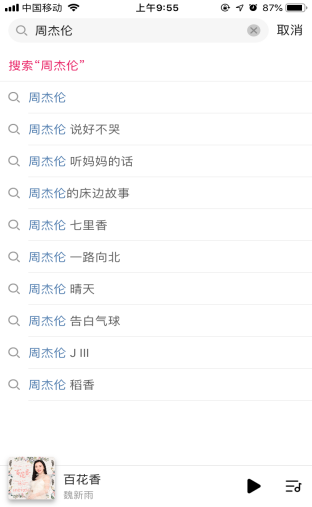 中国移动 上午9:55 87%
周杰伦 取消
搜索“周杰伦”
周杰伦
周杰伦 说好不哭
周杰伦 听妈妈的话
周杰伦的床边故事
周杰伦 七里香
周杰伦 一路向北
周杰伦 晴天
周杰伦 告白气球
周杰伦 J III
周杰伦 稻香
百花香
魏新雨